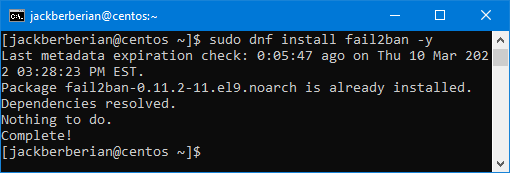 jackberberian@centos:~
[jackberberian@centos ~]$ sudo dnf install fail2ban -y
Last metadata expiration check: 0:05:47 ago on Thu 10 Mar 202
2 03:28:23 PM EST.
Package fail2ban-0.11.2-11.el9.noarch is already installed.
Dependencies resolved.
Nothing to do.
Complete!
[jackberberian@centos ~]$